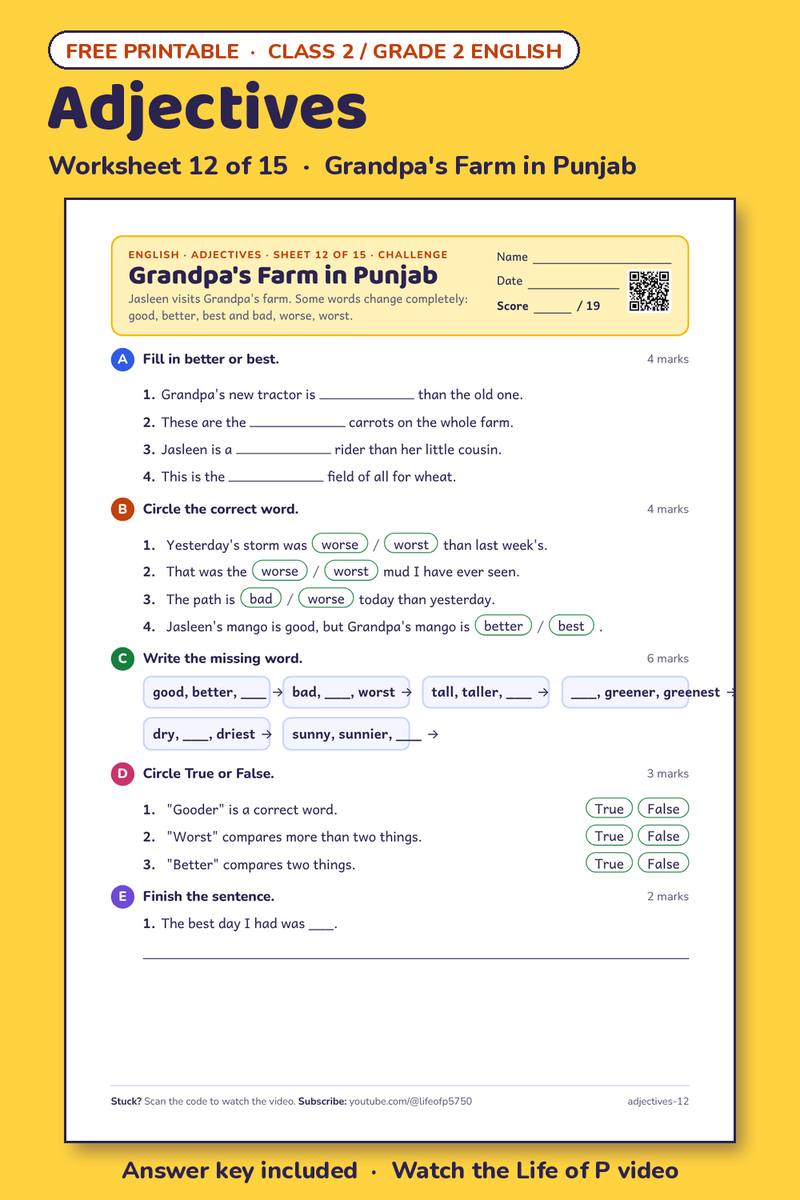 FREE PRINTABLE · CLASS 2 / GRADE 2 ENGLISH
Adjectives
Worksheet 12 of 15 · Grandpa's Farm in Punjab
ENGLISH · ADJECTIVES · SHEET 12 OF 15 · CHALLENGE
Grandpa's Farm in Punjab
Jasleen visits Grandpa's farm. Some words change completely:
good, better, best and bad, worse, worst.
Name ______
Date ______
Score ______ / 19
A Fill in better or best. 4 marks
1. Grandpa's new tractor is ______ than the old one.
2. These are the ______ carrots on the whole farm.
3. Jasleen is a ______ rider than her little cousin.
4. This is the ______ field of all for wheat.
B Circle the correct word. 4 marks
1. Yesterday's storm was worse / worst than last week's.
2. That was the worse / worst mud I have ever seen.
3. The path is bad / worse today than yesterday.
4. Jasleen's mango is good, but Grandpa's mango is better / best .
C Write the missing word. 6 marks
good, better, ___ → bad, ___, worst → tall, taller, ___ → ___, greener, greenest →
dry, ___, driest → sunny, sunnier, ___ →
D Circle True or False. 3 marks
1. "Gooder" is a correct word. True False
2. "Worst" compares more than two things. True False
3. "Better" compares two things. True False
E Finish the sentence. 2 marks
1. The best day I had was ___.
Stuck? Scan the code to watch the video. Subscribe: youtube.com/@lifeofp5750 adjectives-12
Answer key included · Watch the Life of P video